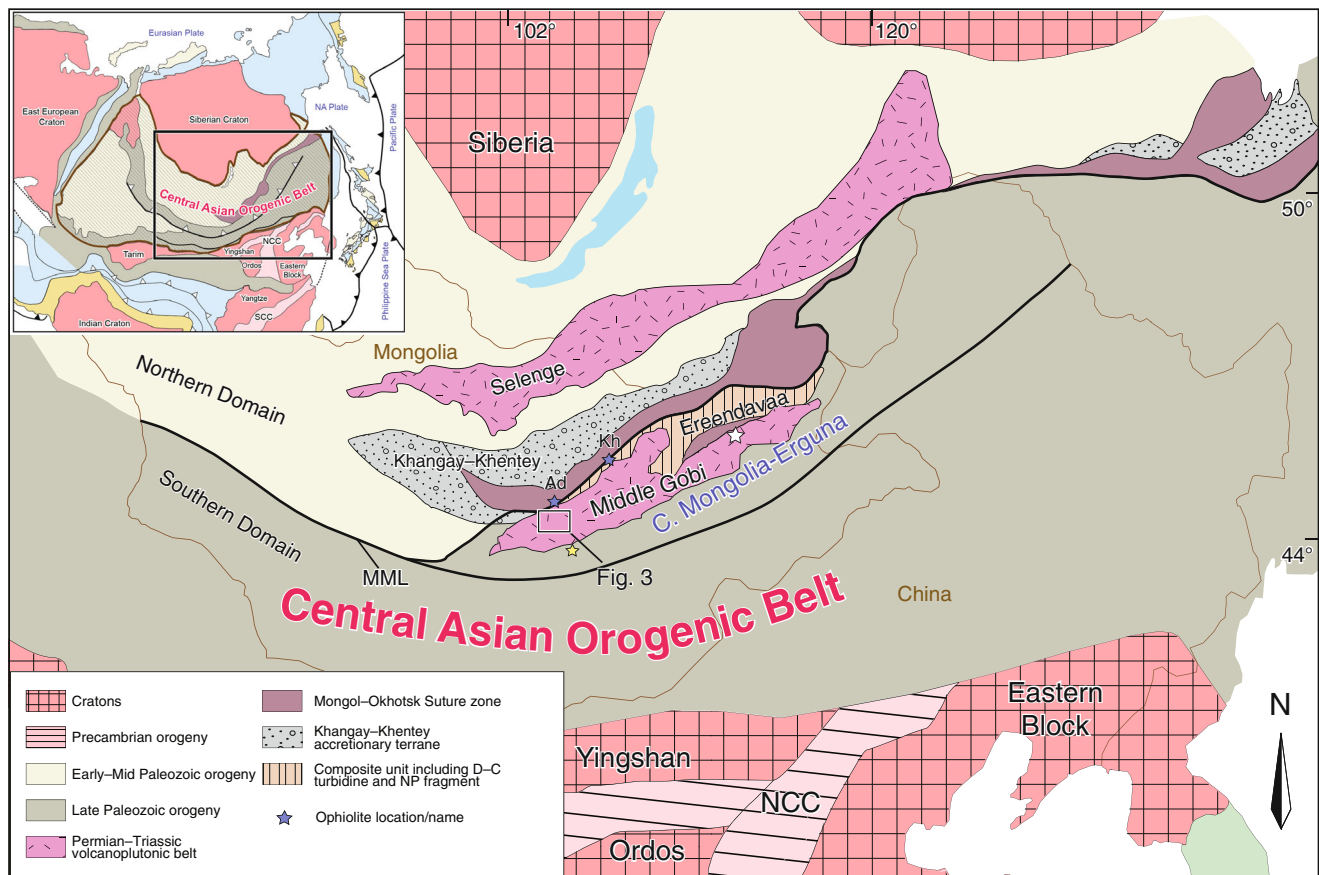 Eurasian Plate
East European
Craton
Siberian Craton
NA Plate
Pacific Plate
Central Asian Orogenic Belt
NCC
Yingshan
Tarim
Ordos
Eastern
Block
Yangtze
SCC
Indian Craton
Philippine Sea Plate
102°
120°
50°
44°
Siberia
Mongolia
Northern Domain
Selenge
Khangay–Khentey
Kh
Ereendavaa
Ad
Middle Gobi
C. Mongolia-Erguna
Southern Domain
MML
Fig. 3
China
Central Asian Orogenic Belt
Eastern
Block
Yingshan
NCC
Ordos
N
Cratons
Precambrian orogeny
Early–Mid Paleozoic orogeny
Late Paleozoic orogeny
Permian–Triassic
volcanoplutonic belt
Mongol–Okhotsk Suture zone
Khangay–Khentey
accretionary terrane
Composite unit including D–C
turbidine and NP fragment
Ophiolite location/name